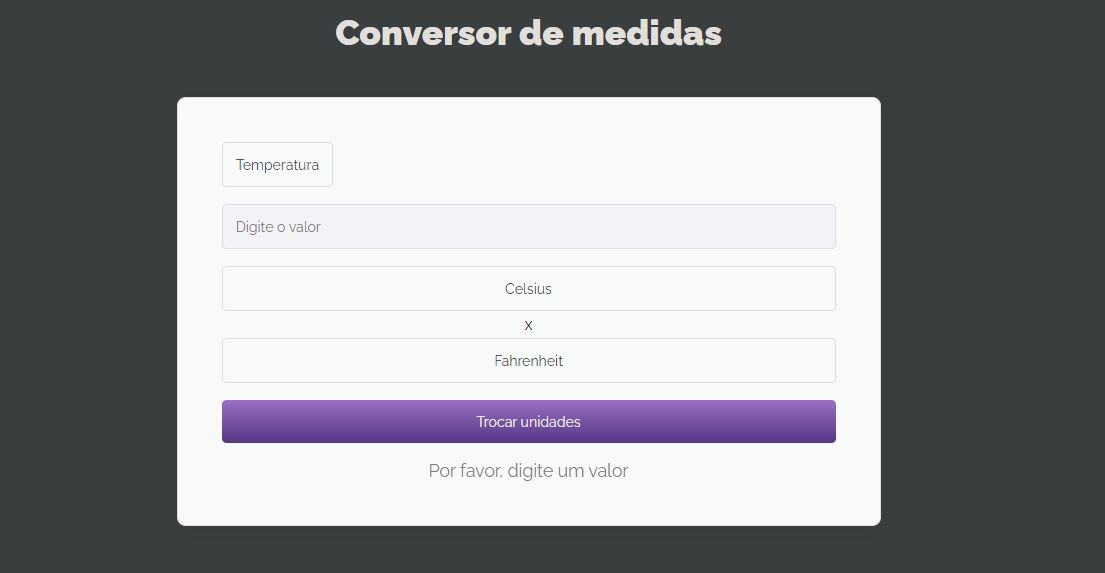 Conversor de medidas
Temperatura
Digite o valor
Celsius
X
Fahrenheit
Trocar unidades
Por favor, digite um valor